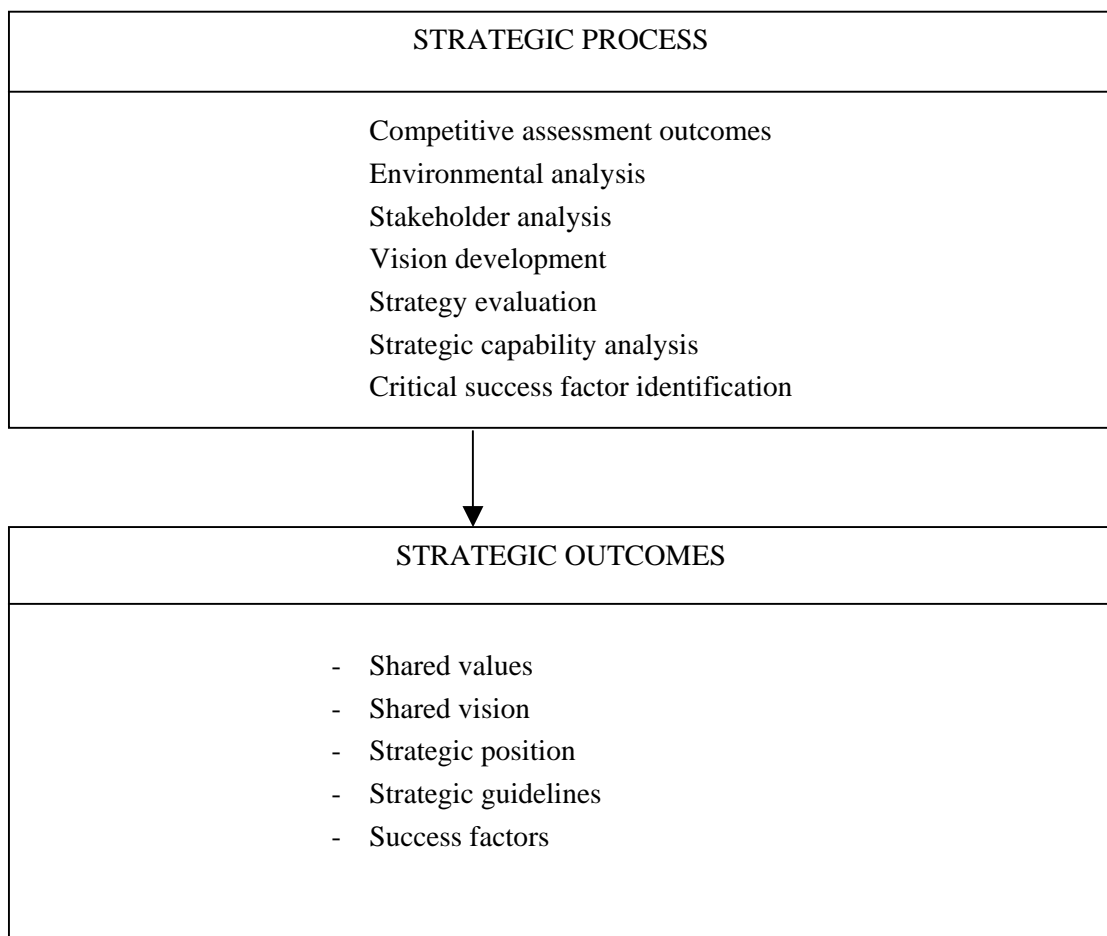 STRATEGIC PROCESS
Competitive assessment outcomes
Environmental analysis
Stakeholder analysis
Vision development
Strategy evaluation
Strategic capability analysis
Critical success factor identification
STRATEGIC OUTCOMES
- Shared values
- Shared vision
- Strategic position
- Strategic guidelines
- Success factors